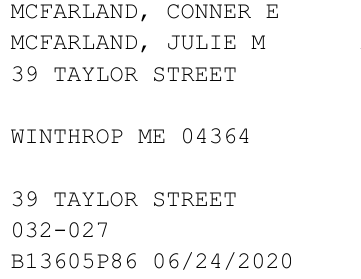 MCFARLAND, CONNER E
MCFARLAND, JULIE M
39 TAYLOR STREET
WINTHROP ME 04364
39 TAYLOR STREET
032-027
B13605P86 06/24/2020